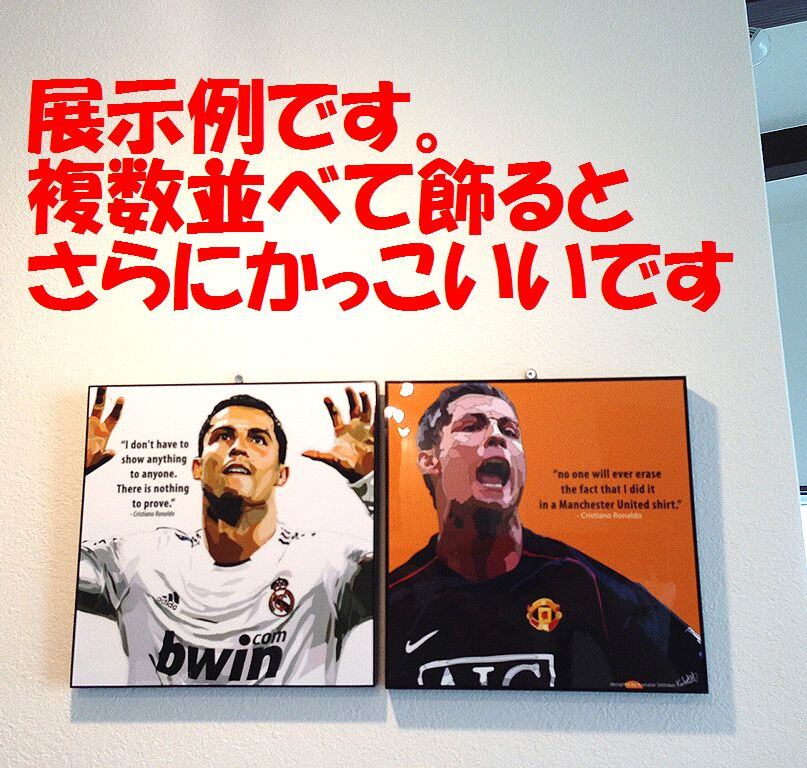 展示例です。
複数並べて飾ると
さらにかっこいいです
"I don't have to
show anything
to anyone.
There is nothing
to prove."
- Cristiano Ronaldo
adidas
bwin.com
"no one will ever erase
the fact that I did it
in a Manchester United shirt."
- Cristiano Ronaldo
AIG